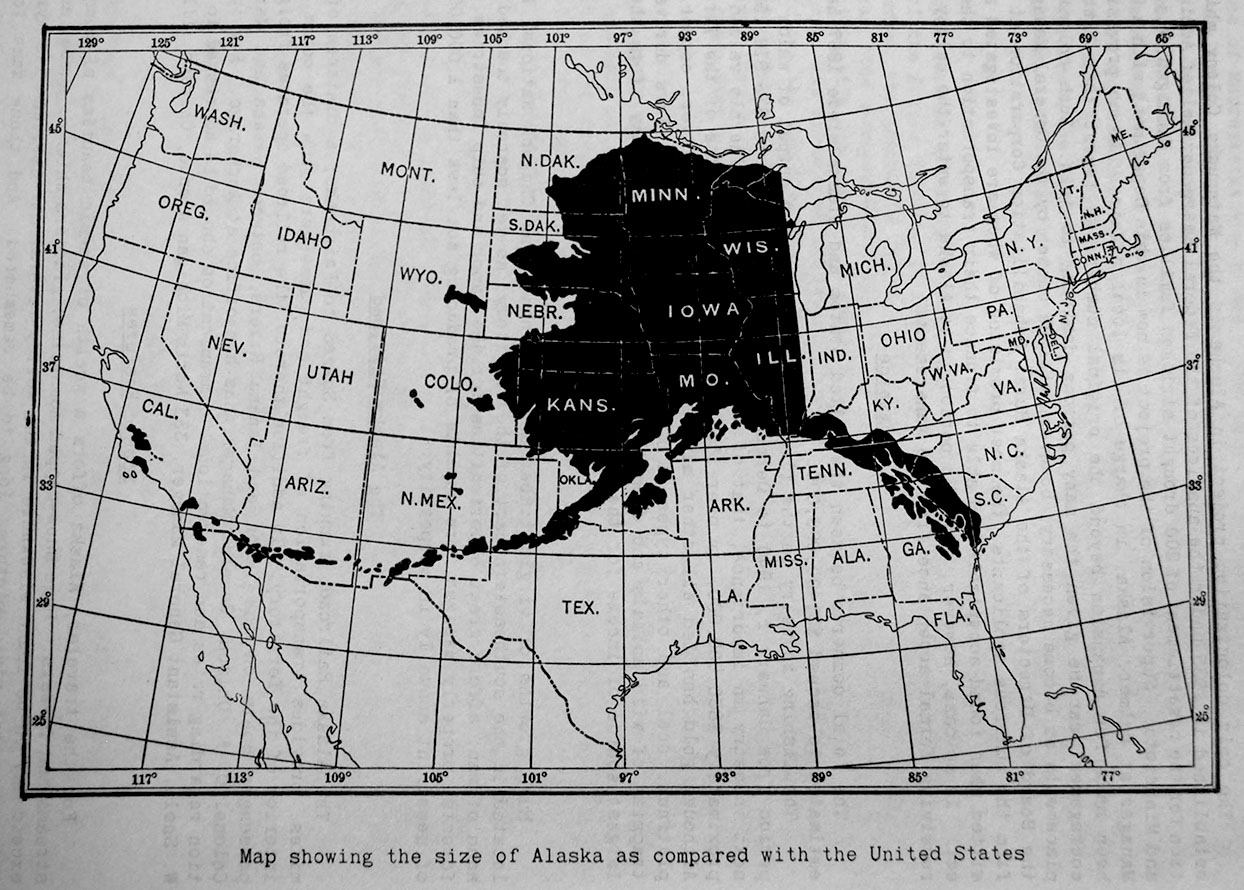 129° 125° 121° 117° 113° 109° 105° 101° 97° 93° 89° 85° 81° 77° 73° 69° 65°
WASH.
MONT.
N.DAK.
MINN.
ME.
45°
45°
OREG.
IDAHO
S.DAK.
WIS.
VT.
N.H.
MASS.
CONN.
N.Y.
41°
41°
WYO.
NEBR.
IOWA
MICH.
PA.
N.J.
NEV.
UTAH
COLO.
ILL.
IND.
OHIO
MD.
DEL.
37°
37°
CAL.
KANS.
MO.
KY.
W.VA.
VA.
ARIZ.
N.MEX.
OKLA.
ARK.
TENN.
N.C.
S.C.
33°
33°
MISS.
ALA.
GA.
TEX.
LA.
FLA.
29°
29°
25°
25°
117° 113° 109° 105° 101° 97° 93° 89° 85° 81° 77°
Map showing the size of Alaska as compared with the United States